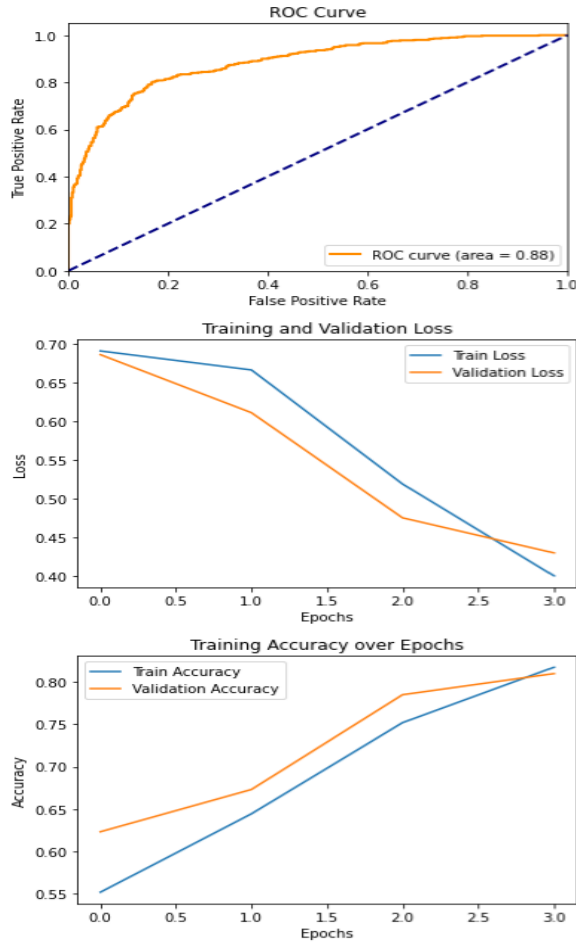 ROC Curve
1.0
0.8
0.6
0.4
0.2
0.0
True Positive Rate
ROC curve (area = 0.88)
0.0 0.2 0.4 0.6 0.8 1.0
False Positive Rate
Training and Validation Loss
0.70
0.65
0.60
0.55
0.50
0.45
0.40
Loss
Train Loss
Validation Loss
0.0 0.5 1.0 1.5 2.0 2.5 3.0
Epochs
Training Accuracy over Epochs
0.80
0.75
0.70
0.65
0.60
0.55
Accuracy
Train Accuracy
Validation Accuracy
0.0 0.5 1.0 1.5 2.0 2.5 3.0
Epochs